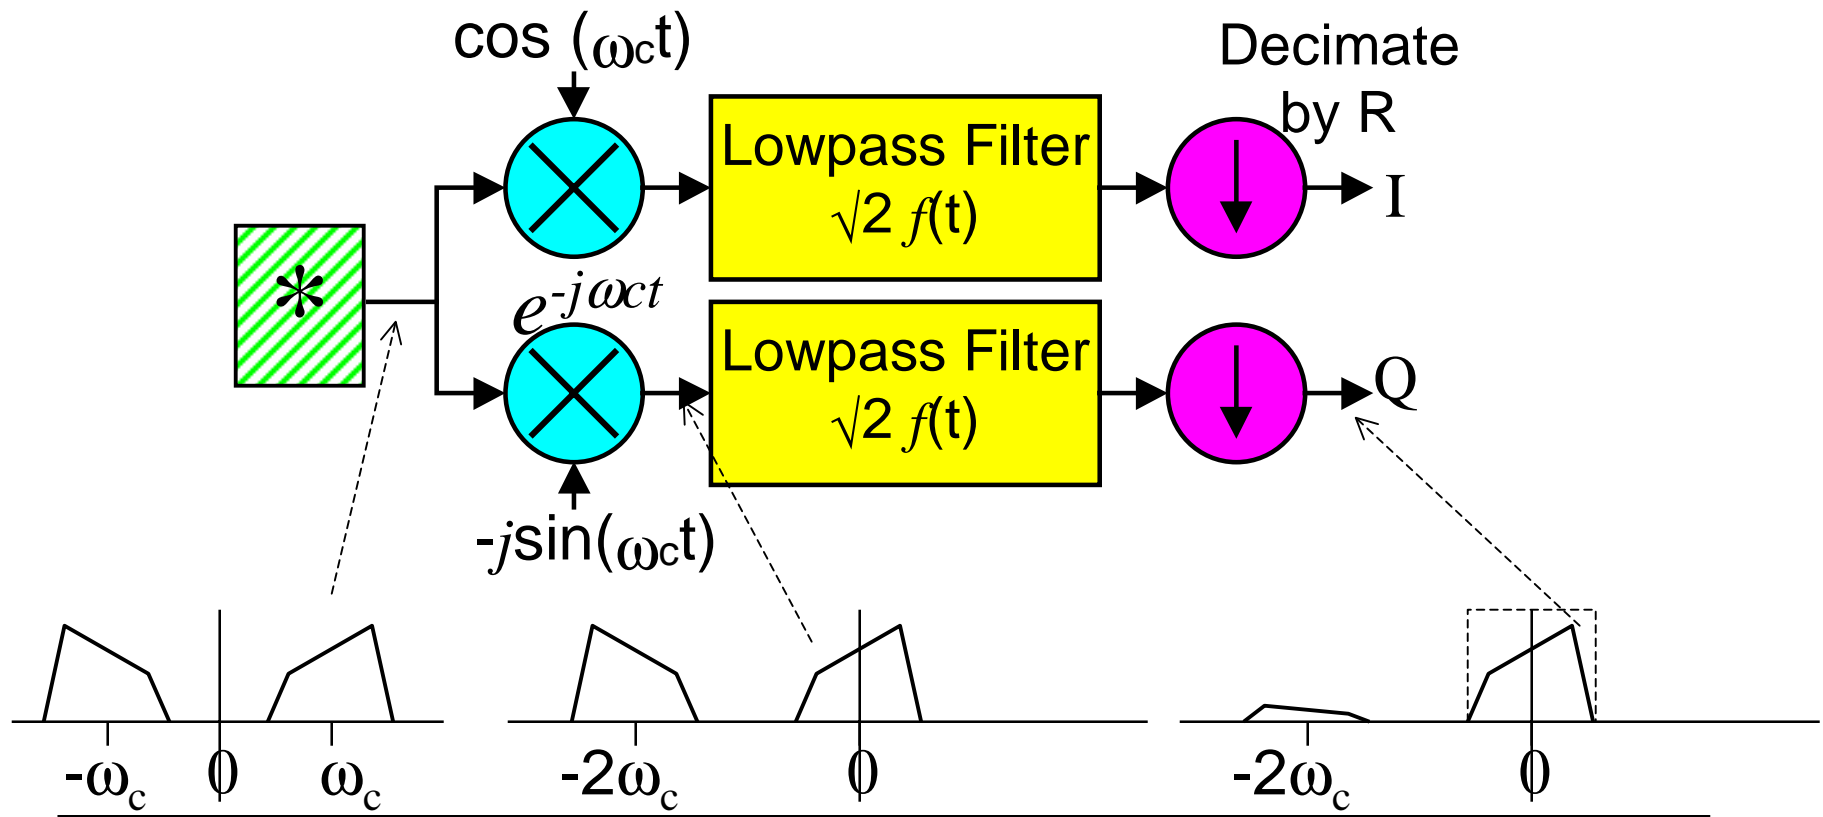 cos (ωct)
Decimate
by R
Lowpass Filter
√2 f(t)
I
*
e-jωct
Lowpass Filter
√2 f(t)
Q
-jsin(ωct)
-ωc 0 ωc
-2ωc 0
-2ωc 0